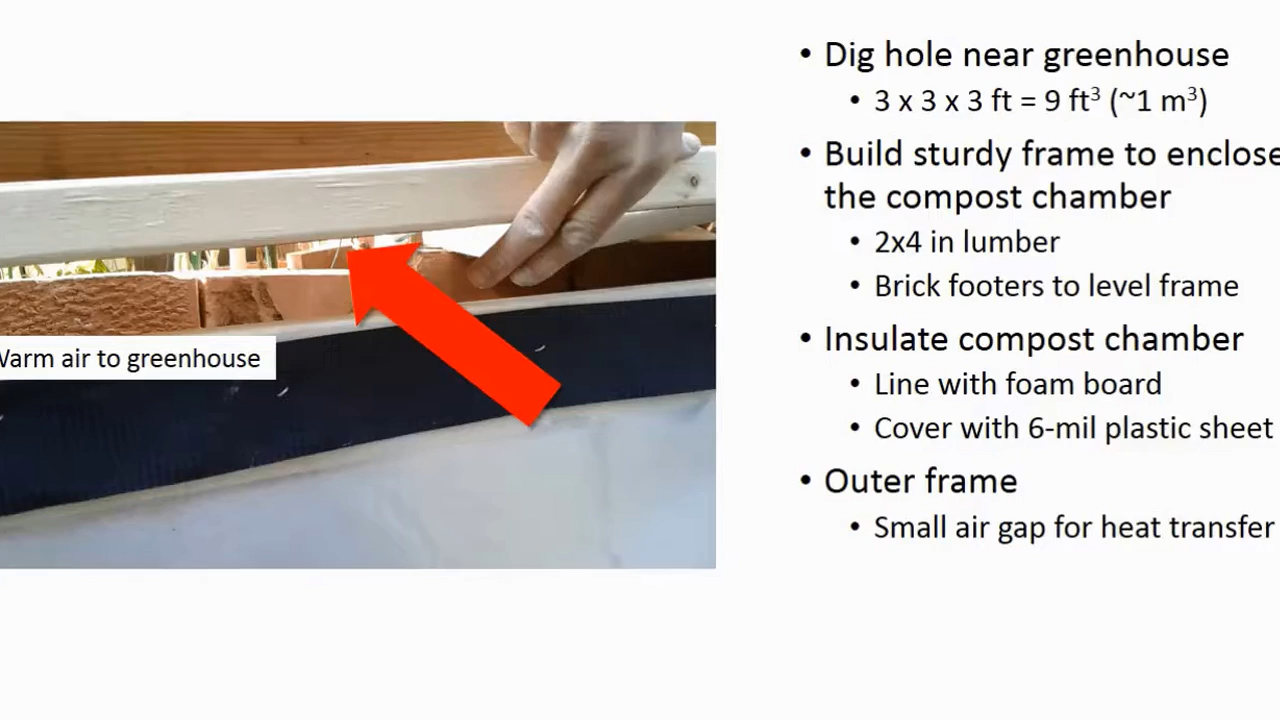 • Dig hole near greenhouse
• 3 x 3 x 3 ft = 9 ft³ (~1 m³)
• Build sturdy frame to enclose
the compost chamber
• 2x4 in lumber
• Brick footers to level frame
• Insulate compost chamber
• Line with foam board
• Cover with 6-mil plastic sheet
• Outer frame
• Small air gap for heat transfer
Warm air to greenhouse